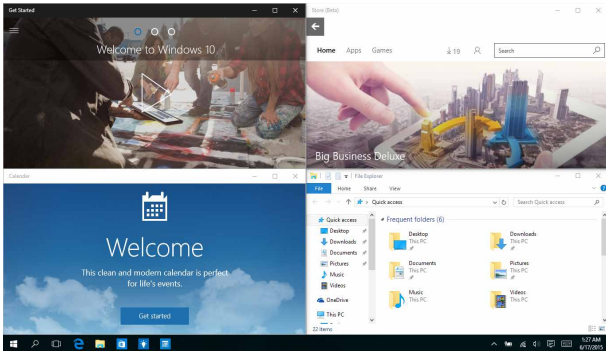 Get Started
Welcome to Windows 10
Store (Beta)
Home Apps Games 19 Search
Big Business Deluxe
Calendar
Welcome
This clean and modern calendar is perfect
for life's events.
Get started
File Explorer
File Home Share View
Quick access Search Quick access
Quick access
Desktop
Downloads
Documents
Pictures
Music
Videos
OneDrive
This PC
Frequent folders (6)
Desktop
This PC
Downloads
This PC
Documents
This PC
Pictures
This PC
Music
This PC
Videos
This PC
22 items
1:27 AM
6/17/2015